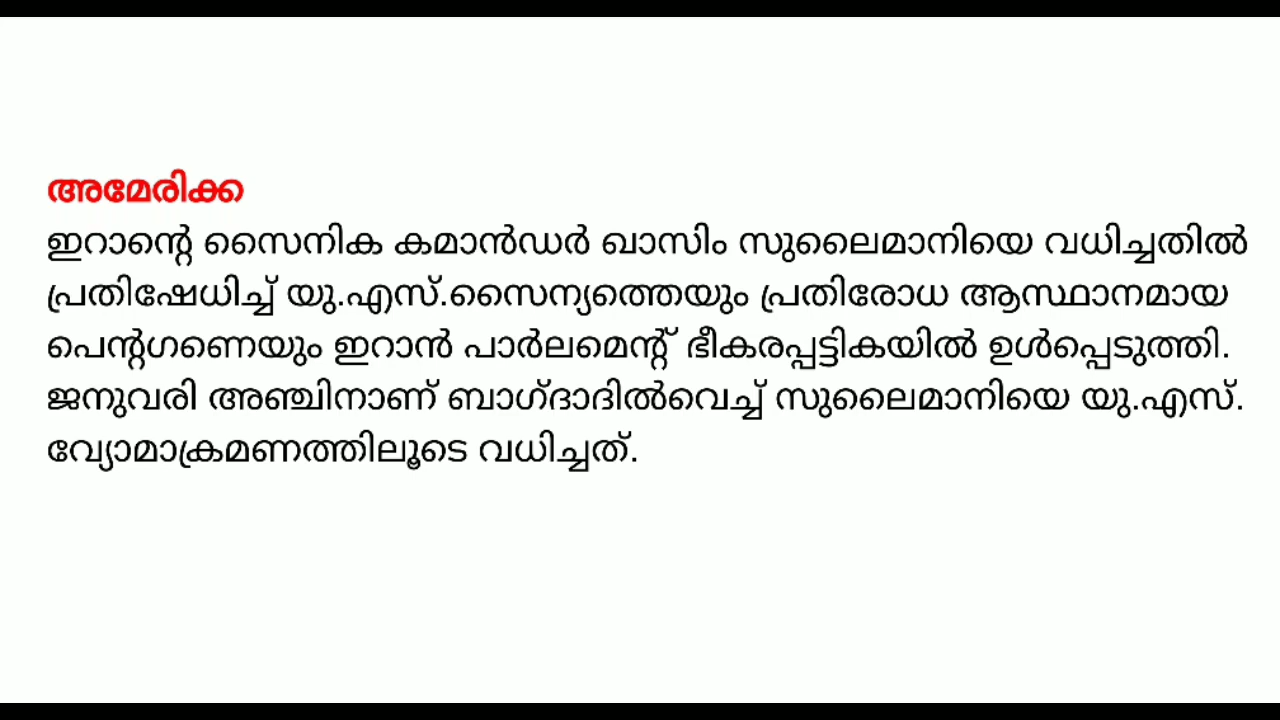 അമേരിക്ക
ഇറാന്റെ സൈനിക കമാൻഡർ ഖാസിം സുലൈമാനിയെ വധിച്ചതിൽ
പ്രതിഷേധിച്ച് യു.എസ്.സൈന്യത്തെയും പ്രതിരോധ ആസ്ഥാനമായ
പെന്റഗണെയും ഇറാൻ പാർലമെന്റ് ഭീകരപ്പട്ടികയിൽ ഉൾപ്പെടുത്തി.
ജനുവരി അഞ്ചിനാണ് ബാഗ്ദാദിൽവെച്ച് സുലൈമാനിയെ യു.എസ്.
വ്യോമാക്രമണത്തിലൂടെ വധിച്ചത്.